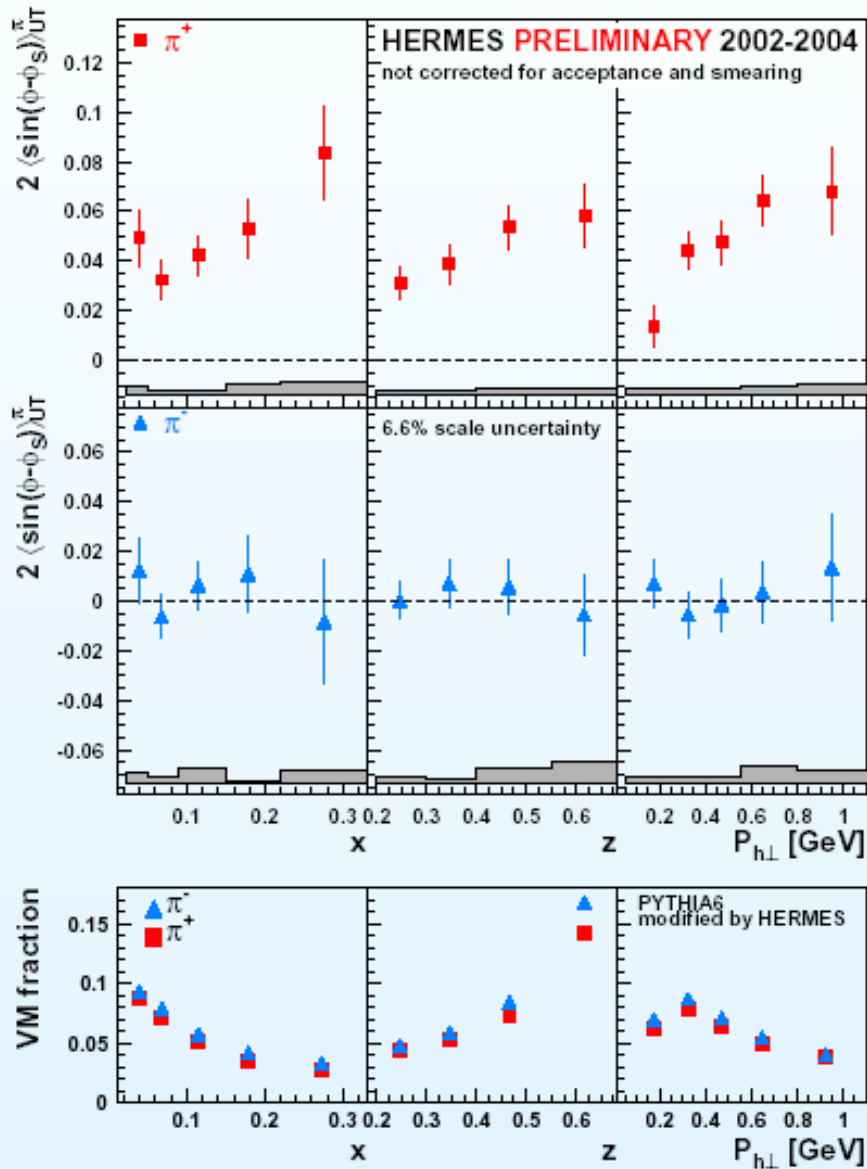 2 ⟨sin(ϕ-ϕS)⟩πUT
π+
HERMES PRELIMINARY 2002-2004
not corrected for acceptance and smearing
0.12
0.1
0.08
0.06
0.04
0.02
0
2 ⟨sin(ϕ-ϕS)⟩πUT
π-
6.6% scale uncertainty
0.06
0.04
0.02
0
-0.02
-0.04
-0.06
0.1 0.2 0.3 0.2 0.3 0.4 0.5 0.6 0.2 0.4 0.6 0.8 1
x z Ph⊥ [GeV]
VM fraction
π-
π+
PYTHIA6
modified by HERMES
0.15
0.1
0.05
0
0.1 0.2 0.3 0.2 0.3 0.4 0.5 0.6 0.2 0.4 0.6 0.8 1
x z Ph⊥ [GeV]